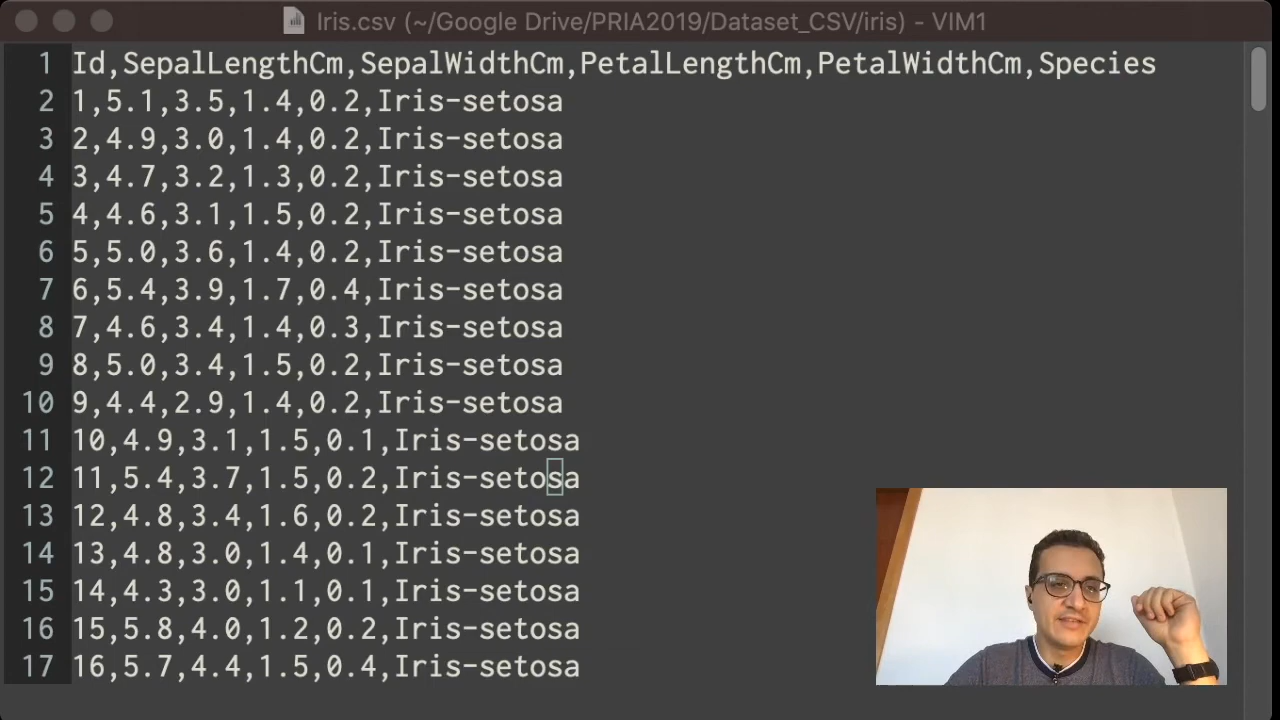 Iris.csv (~/Google Drive/PRIA2019/Dataset_CSV/iris) - VIM1
1 Id,SepalLengthCm,SepalWidthCm,PetalLengthCm,PetalWidthCm,Species
2 1,5.1,3.5,1.4,0.2,Iris-setosa
3 2,4.9,3.0,1.4,0.2,Iris-setosa
4 3,4.7,3.2,1.3,0.2,Iris-setosa
5 4,4.6,3.1,1.5,0.2,Iris-setosa
6 5,5.0,3.6,1.4,0.2,Iris-setosa
7 6,5.4,3.9,1.7,0.4,Iris-setosa
8 7,4.6,3.4,1.4,0.3,Iris-setosa
9 8,5.0,3.4,1.5,0.2,Iris-setosa
10 9,4.4,2.9,1.4,0.2,Iris-setosa
11 10,4.9,3.1,1.5,0.1,Iris-setosa
12 11,5.4,3.7,1.5,0.2,Iris-setosa
13 12,4.8,3.4,1.6,0.2,Iris-setosa
14 13,4.8,3.0,1.4,0.1,Iris-setosa
15 14,4.3,3.0,1.1,0.1,Iris-setosa
16 15,5.8,4.0,1.2,0.2,Iris-setosa
17 16,5.7,4.4,1.5,0.4,Iris-setosa